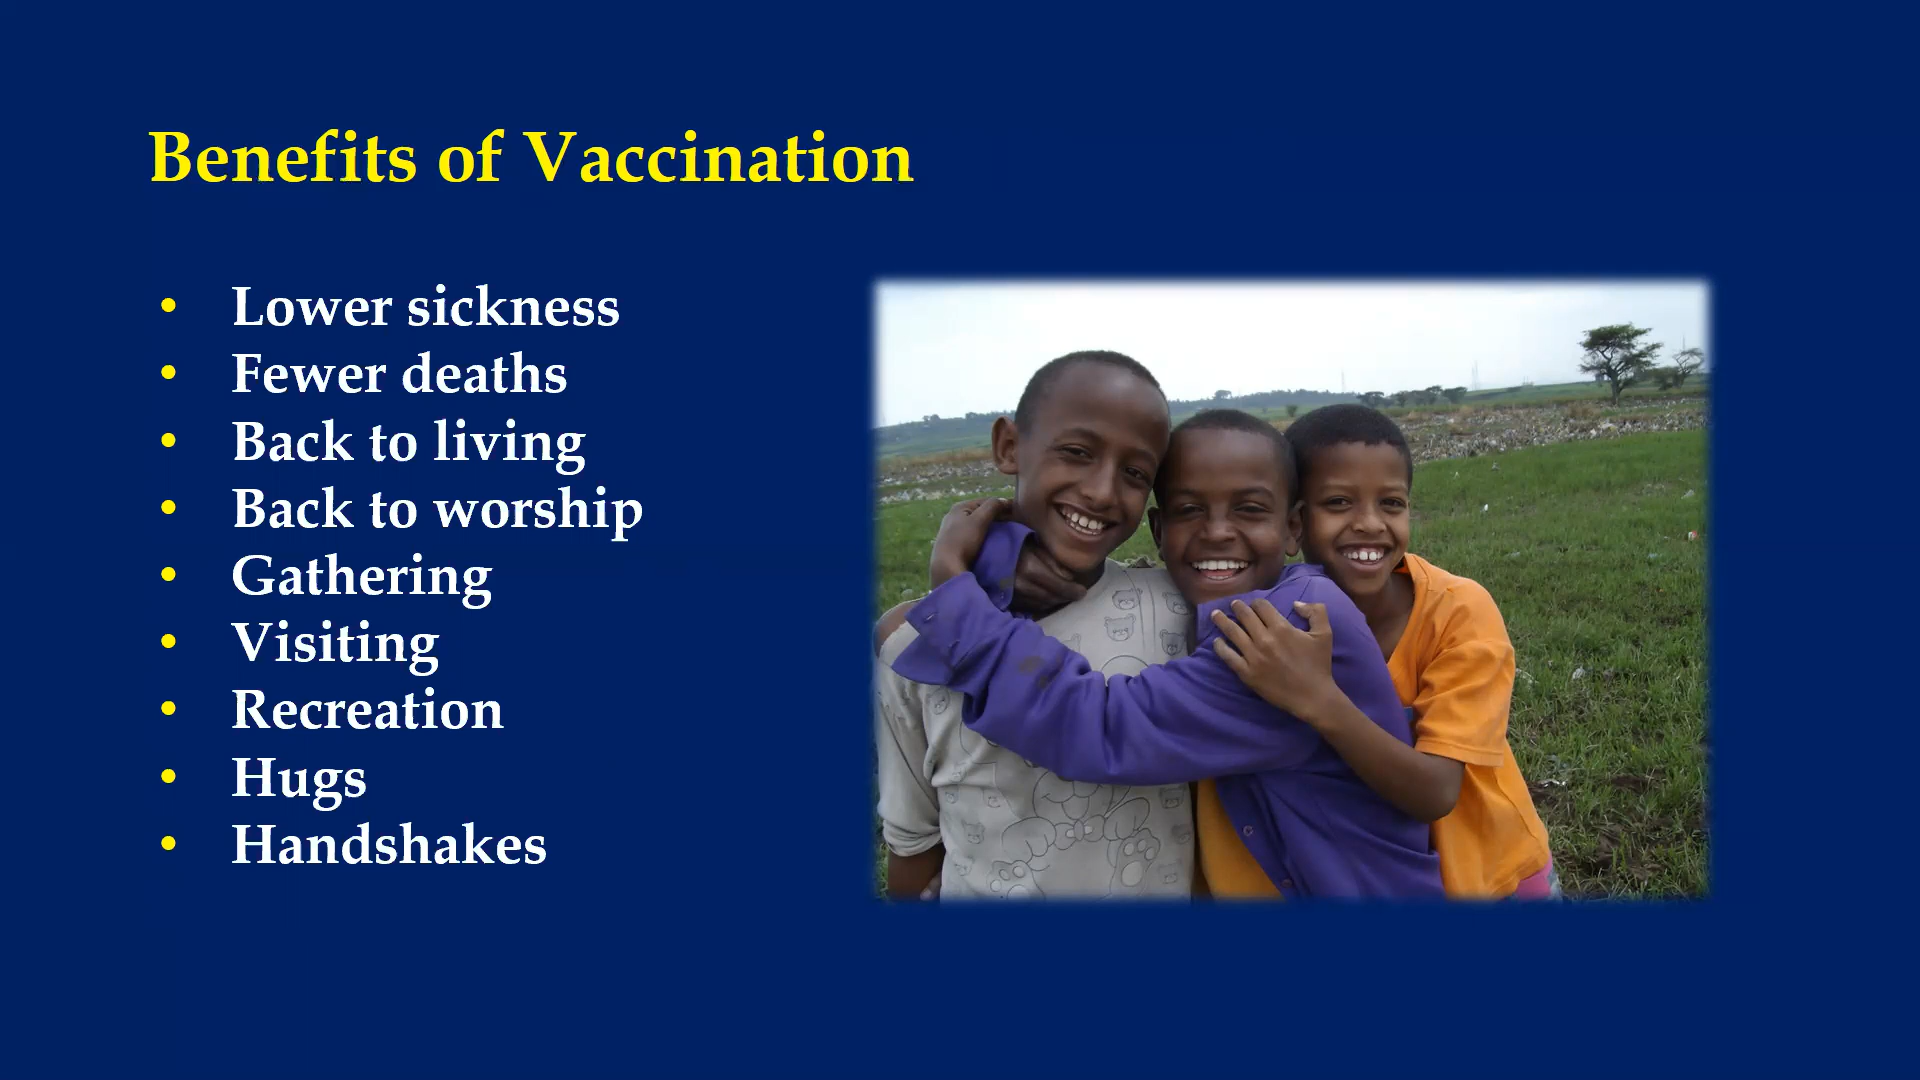 Benefits of Vaccination
• Lower sickness
• Fewer deaths
• Back to living
• Back to worship
• Gathering
• Visiting
• Recreation
• Hugs
• Handshakes